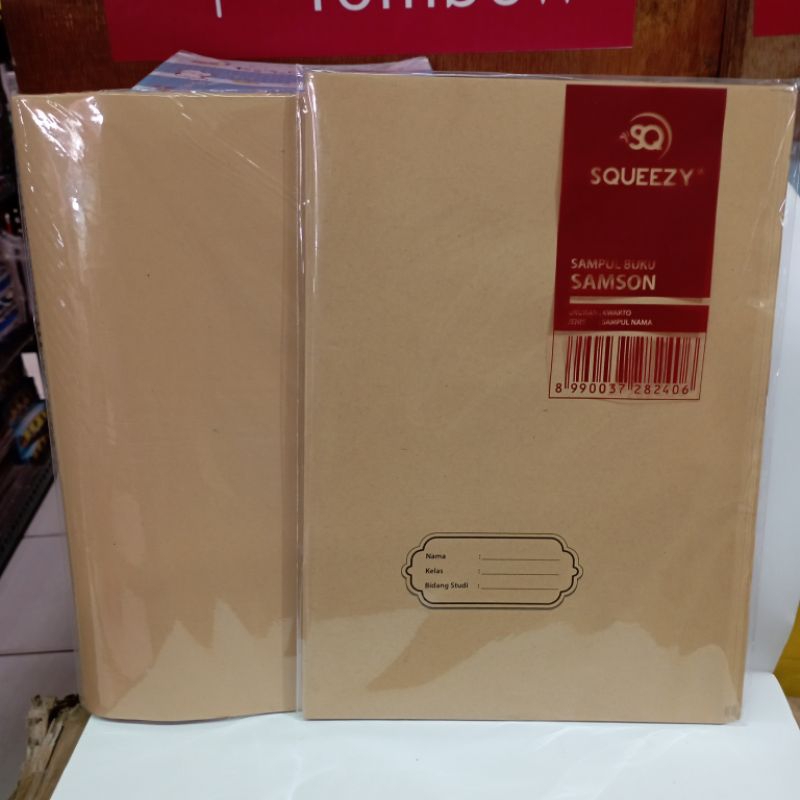 SQ
SQUEEZY®
SAMPUL BUKU
SAMSON
KWARTO
SAMPUL NAMA
8 990037 282406
Nama :
Kelas :
Bidang Studi :